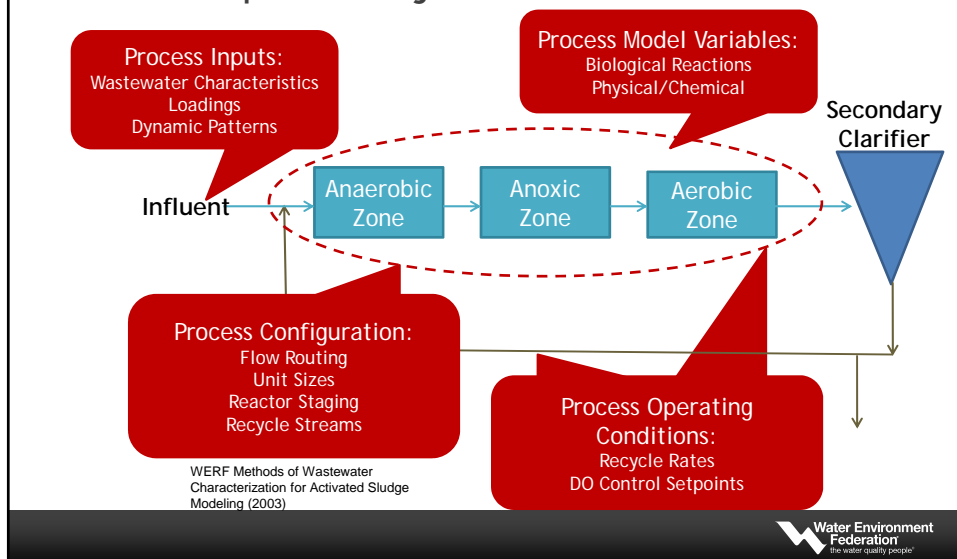 Process Inputs:
Wastewater Characteristics
Loadings
Dynamic Patterns
Process Model Variables:
Biological Reactions
Physical/Chemical
Secondary
Clarifier
Influent
Anaerobic
Zone
Anoxic
Zone
Aerobic
Zone
Process Configuration:
Flow Routing
Unit Sizes
Reactor Staging
Recycle Streams
Process Operating
Conditions:
Recycle Rates
DO Control Setpoints
WERF Methods of Wastewater
Characterization for Activated Sludge
Modeling (2003)
Water Environment
Federation
the water quality people®